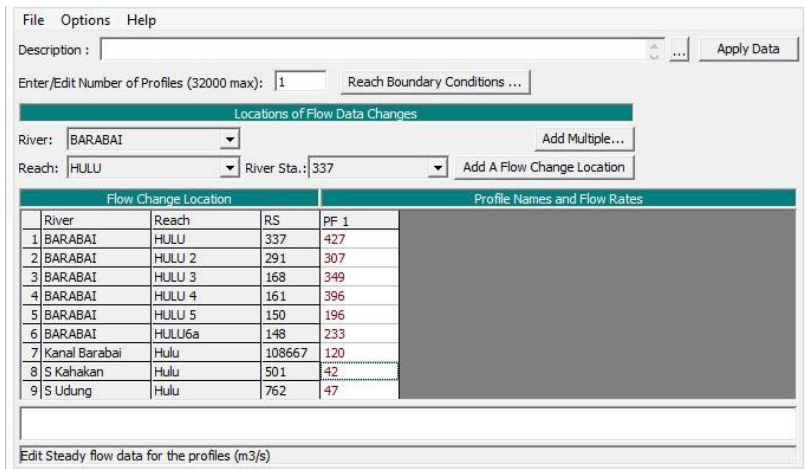 File Options Help
Description : ... Apply Data
Enter/Edit Number of Profiles (32000 max): 1 Reach Boundary Conditions ...
Locations of Flow Data Changes
River: BARABAI Add Multiple...
Reach: HULU River Sta.: 337 Add A Flow Change Location
Flow Change Location Profile Names and Flow Rates
River Reach RS PF 1
1 BARABAI HULU 337 427
2 BARABAI HULU 2 291 307
3 BARABAI HULU 3 168 349
4 BARABAI HULU 4 161 396
5 BARABAI HULU 5 150 196
6 BARABAI HULU6a 148 233
7 Kanal Barabai Hulu 108667 120
8 S Kahakan Hulu 501 42
9 S Udung Hulu 762 47
Edit Steady flow data for the profiles (m3/s)